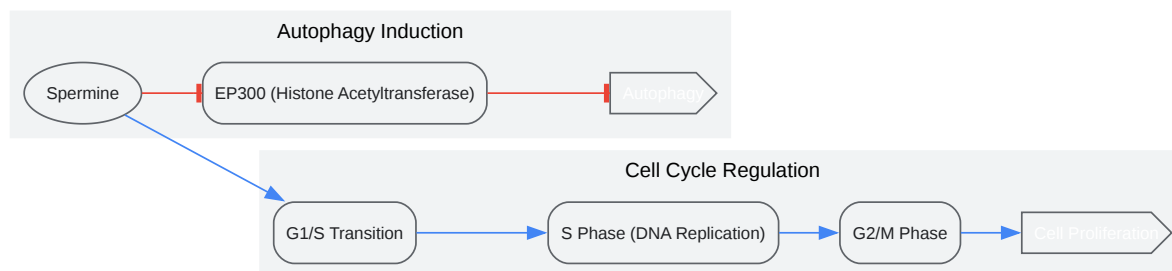 Autophagy Induction
Spermine
EP300 (Histone Acetyltransferase)
Autophagy
Cell Cycle Regulation
G1/S Transition
S Phase (DNA Replication)
G2/M Phase
Cell Proliferation